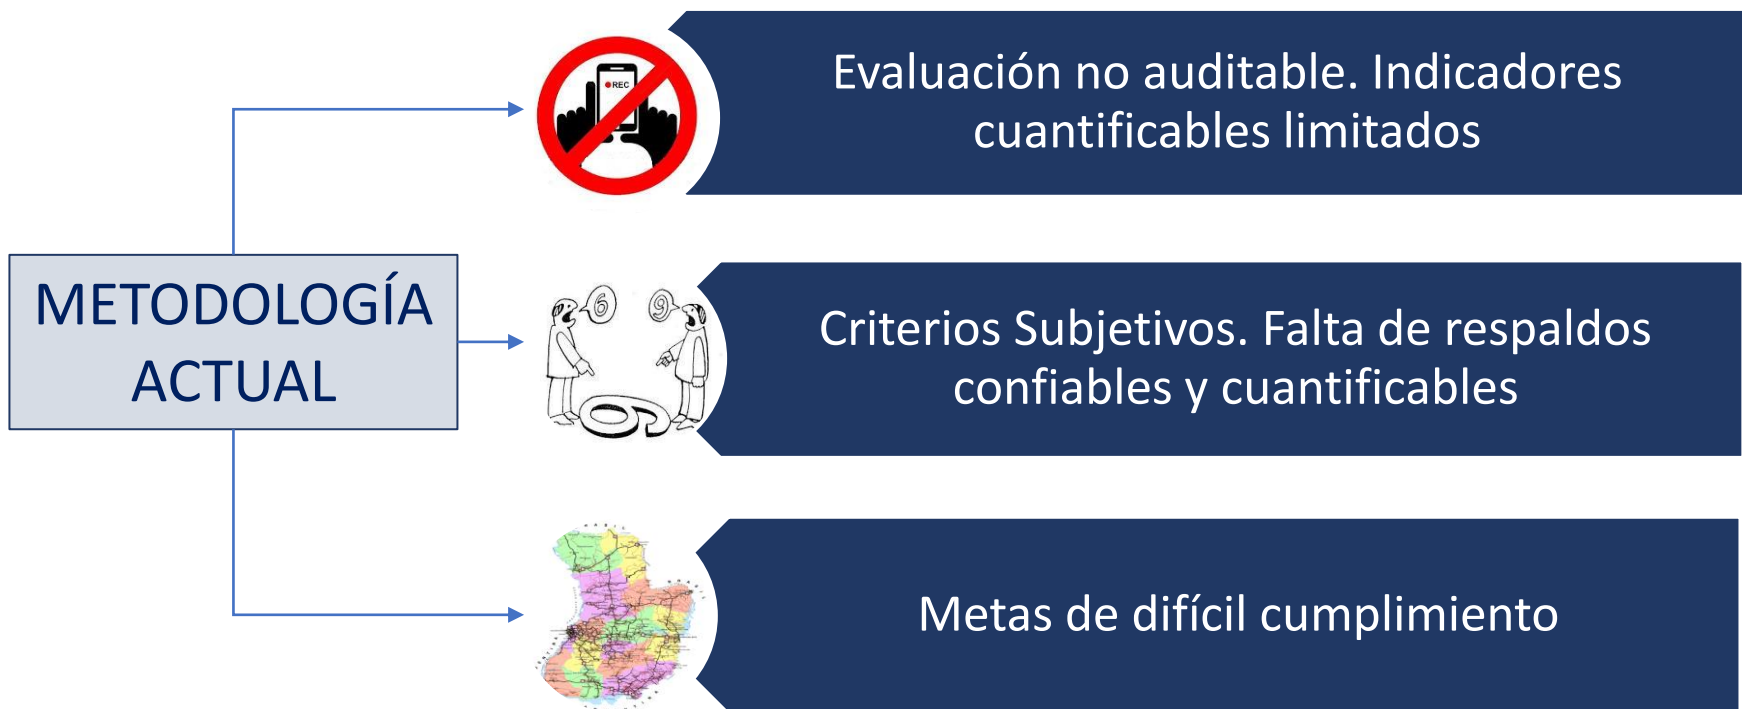 Evaluación no auditable. Indicadores
cuantificables limitados
REC
METODOLOGÍA
ACTUAL
6
9
Criterios Subjetivos. Falta de respaldos
confiables y cuantificables
Metas de difícil cumplimiento